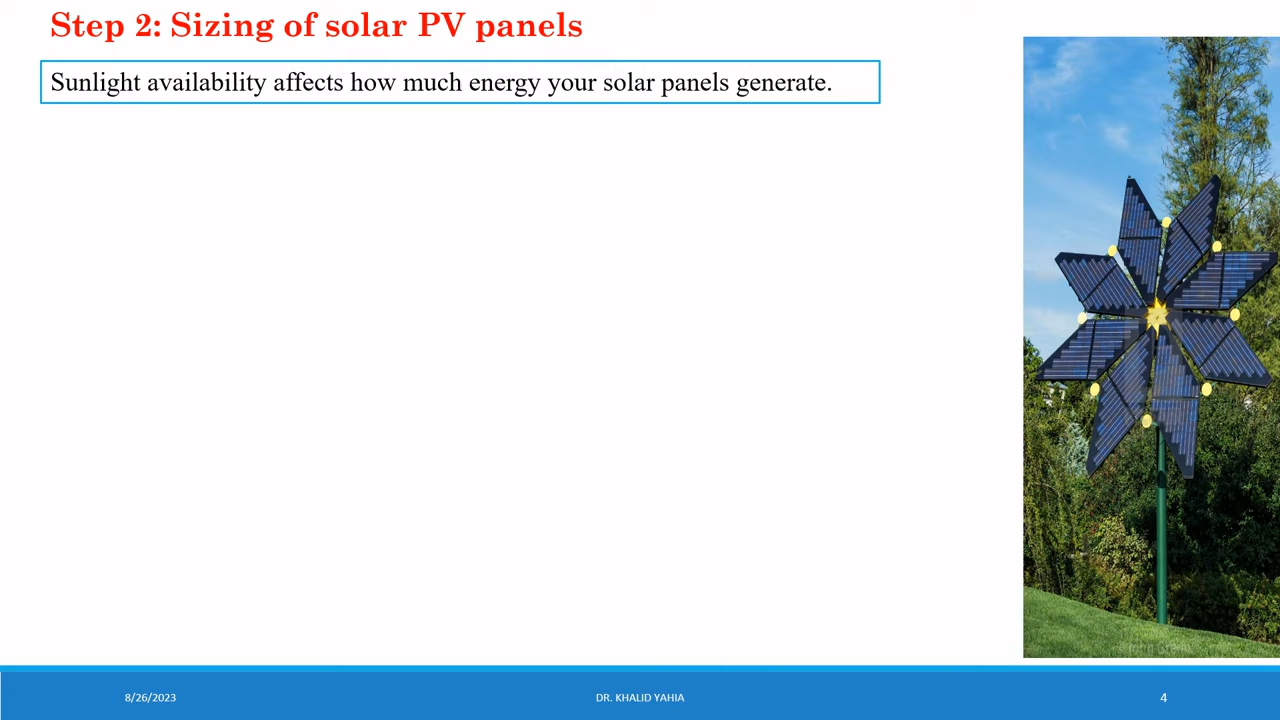 Step 2: Sizing of solar PV panels
Sunlight availability affects how much energy your solar panels generate.
8/26/2023
DR. KHALID YAHIA
4